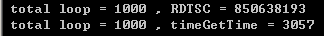 total loop = 1000 , RDTSC = 850638193
total loop = 1000 , timeGetTime = 3057